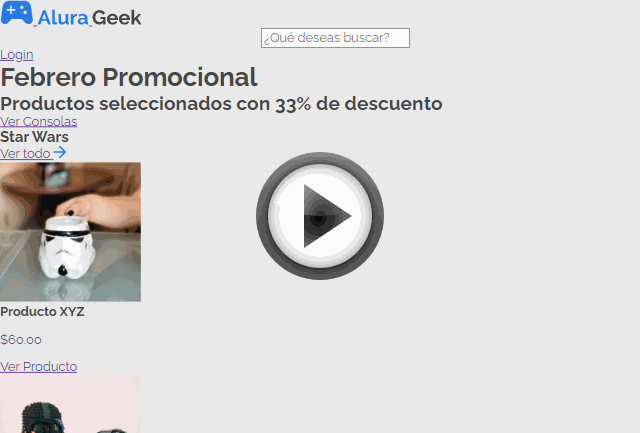 Alura Geek
¿Qué deseas buscar?
Login
Febrero Promocional
Productos seleccionados con 33% de descuento
Ver Consolas
Star Wars
Ver todo
Producto XYZ
$60.00
Ver Producto